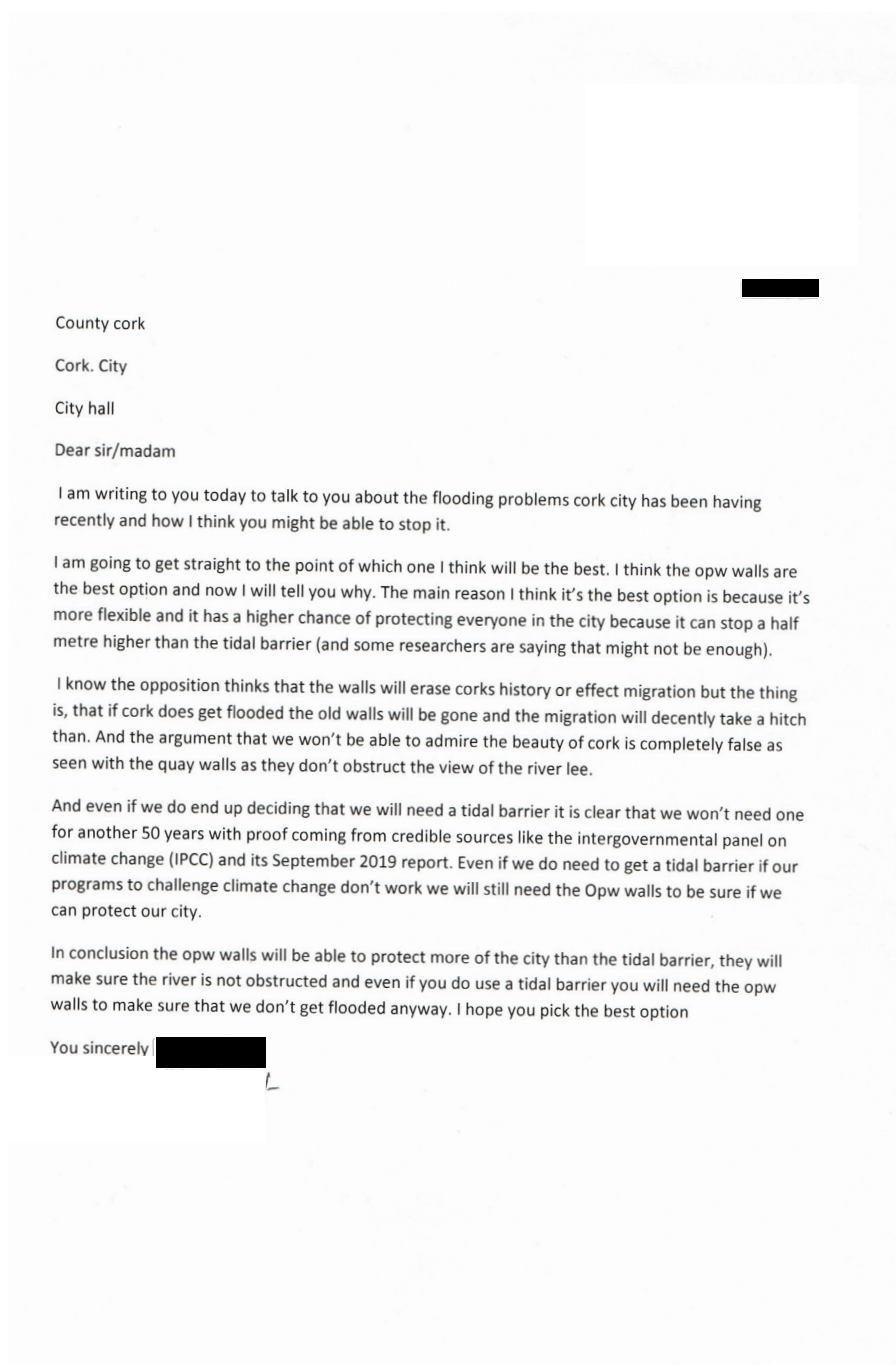 County cork
Cork. City
City hall
Dear sir/madam
I am writing to you today to talk to you about the flooding problems cork city has been having
recently and how I think you might be able to stop it.
I am going to get straight to the point of which one I think will be the best. I think the opw walls are
the best option and now I will tell you why. The main reason I think it's the best option is because it's
more flexible and it has a higher chance of protecting everyone in the city because it can stop a half
metre higher than the tidal barrier (and some researchers are saying that might not be enough).
I know the opposition thinks that the walls will erase corks history or effect migration but the thing
is, that if cork does get flooded the old walls will be gone and the migration will decently take a hitch
than. And the argument that we won't be able to admire the beauty of cork is completely false as
seen with the quay walls as they don't obstruct the view of the river lee.
And even if we do end up deciding that we will need a tidal barrier it is clear that we won't need one
for another 50 years with proof coming from credible sources like the intergovernmental panel on
climate change (IPCC) and its September 2019 report. Even if we do need to get a tidal barrier if our
programs to challenge climate change don't work we will still need the Opw walls to be sure if we
can protect our city.
In conclusion the opw walls will be able to protect more of the city than the tidal barrier, they will
make sure the river is not obstructed and even if you do use a tidal barrier you will need the opw
walls to make sure that we don't get flooded anyway. I hope you pick the best option
You sincerely